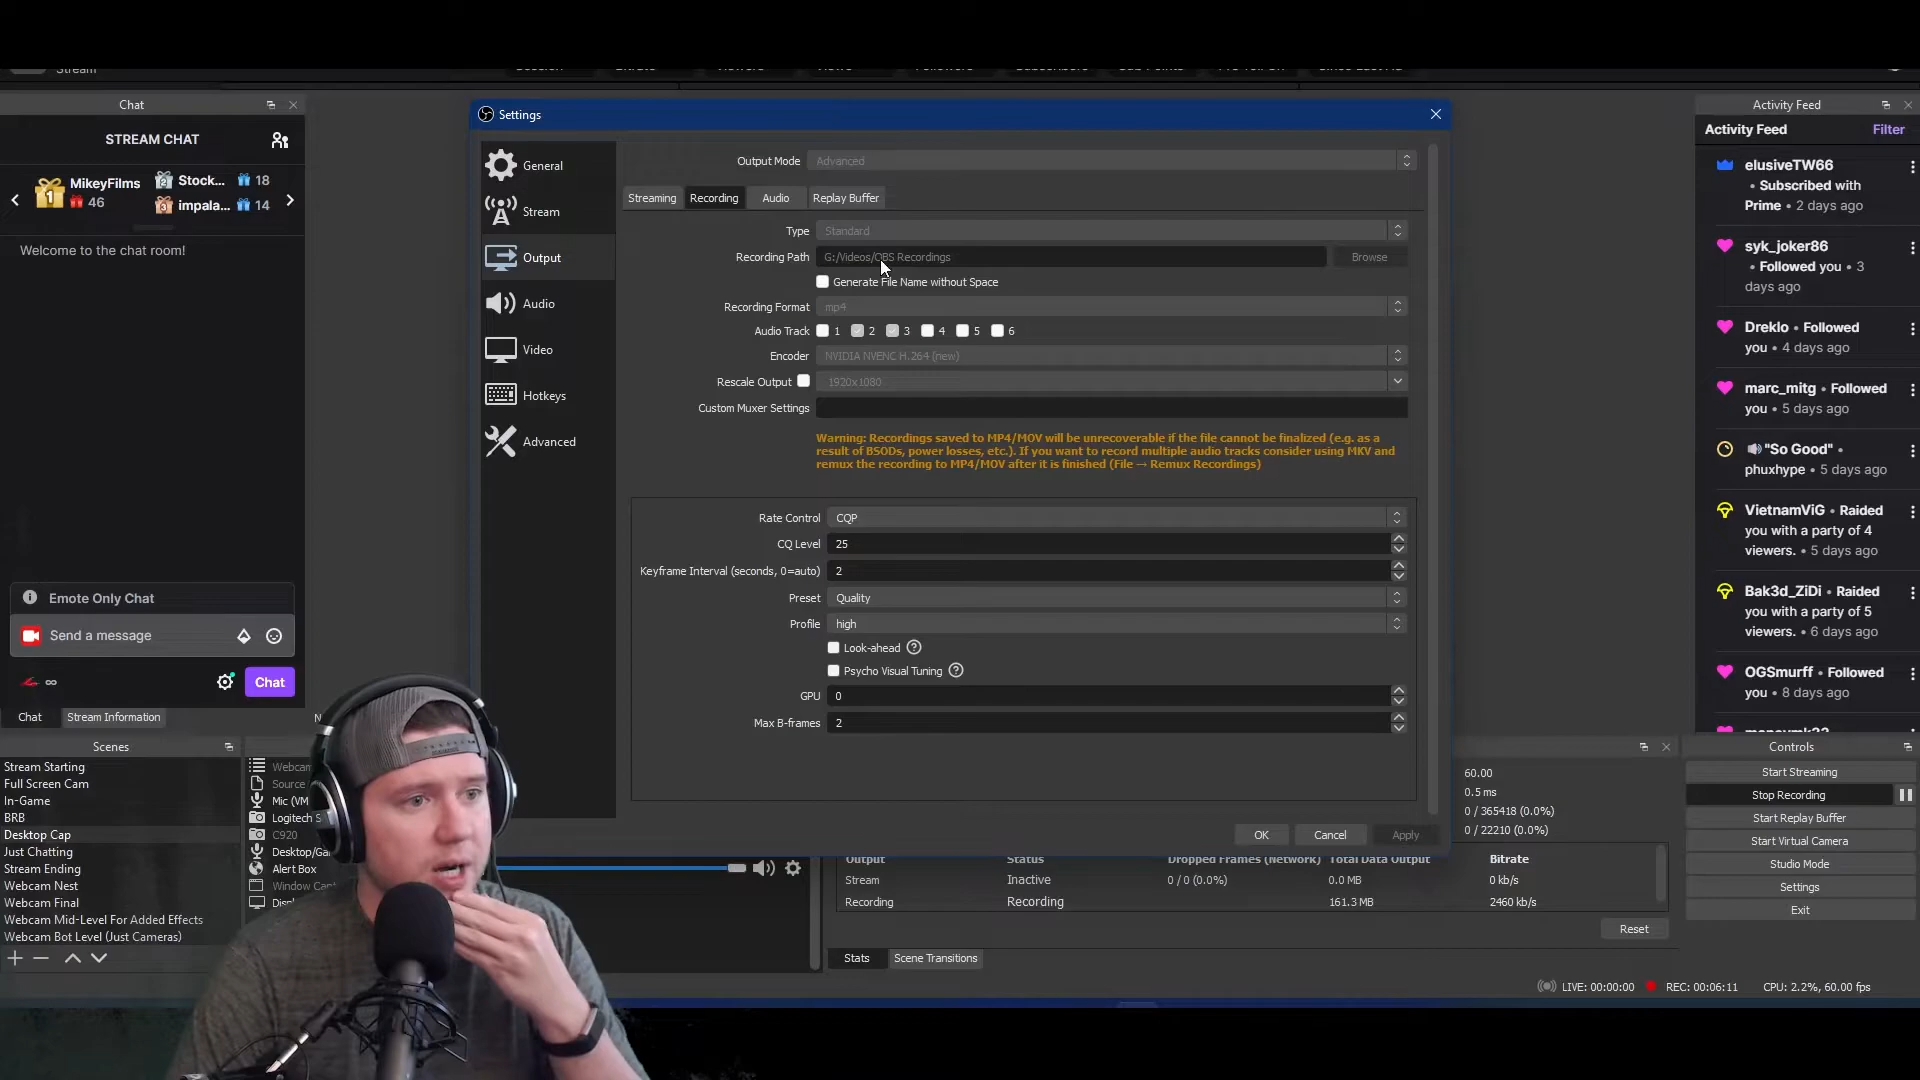 Stream
Chat
STREAM CHAT
MikeyFilms
46
Stock... 18
impala... 14
Welcome to the chat room!
Emote Only Chat
Send a message
Chat
Chat Stream Information
Scenes
Stream Starting
Full Screen Cam
In-Game
BRB
Desktop Cap
Just Chatting
Stream Ending
Webcam Nest
Webcam Final
Webcam Mid-Level For Added Effects
Webcam Bot Level (Just Cameras)
Source
Mic (VM
Logitech S
C920
Desktop/Ga
Alert Box
Window Cap
Settings
General
Stream
Output
Audio
Video
Hotkeys
Advanced
Output Mode Advanced
Streaming Recording Audio Replay Buffer
Type Standard
Recording Path G:/Videos/OBS Recordings Browse
Generate File Name without Space
Recording Format mp4
Audio Track 1 2 3 4 5 6
Encoder NVIDIA NVENC H.264 (new)
Rescale Output 1920x1080
Custom Muxer Settings
Warning: Recordings saved to MP4/MOV will be unrecoverable if the file cannot be finalized (e.g. as a
result of BSODs, power losses, etc.). If you want to record multiple audio tracks consider using MKV and
remux the recording to MP4/MOV after it is finished (File → Remux Recordings)
Rate Control CQP
CQ Level 25
Keyframe Interval (seconds, 0=auto) 2
Preset Quality
Profile high
Look-ahead
Psycho Visual Tuning
GPU 0
Max B-frames 2
OK Cancel Apply
60.00
0.5 ms
0 / 365418 (0.0%)
0 / 22210 (0.0%)
Output Status Dropped Frames (Network) Total Data Output Bitrate
Stream Inactive 0 / 0 (0.0%) 0.0 MB 0 kb/s
Recording Recording 161.3 MB 2460 kb/s
Reset
Stats Scene Transitions
LIVE: 00:00:00 REC: 00:06:11 CPU: 2.2%, 60.00 fps
Activity Feed
Activity Feed Filter
elusiveTW66
• Subscribed with
Prime • 2 days ago
syk_joker86
• Followed you • 3
days ago
Dreklo • Followed
you • 4 days ago
marc_mitg • Followed
you • 5 days ago
"So Good" •
phuxhype • 5 days ago
VietnamViG • Raided
you with a party of 4
viewers. • 5 days ago
Bak3d_ZiDi • Raided
you with a party of 5
viewers. • 6 days ago
OGSmurff • Followed
you • 8 days ago
Controls
Start Streaming
Stop Recording
Start Replay Buffer
Start Virtual Camera
Studio Mode
Settings
Exit